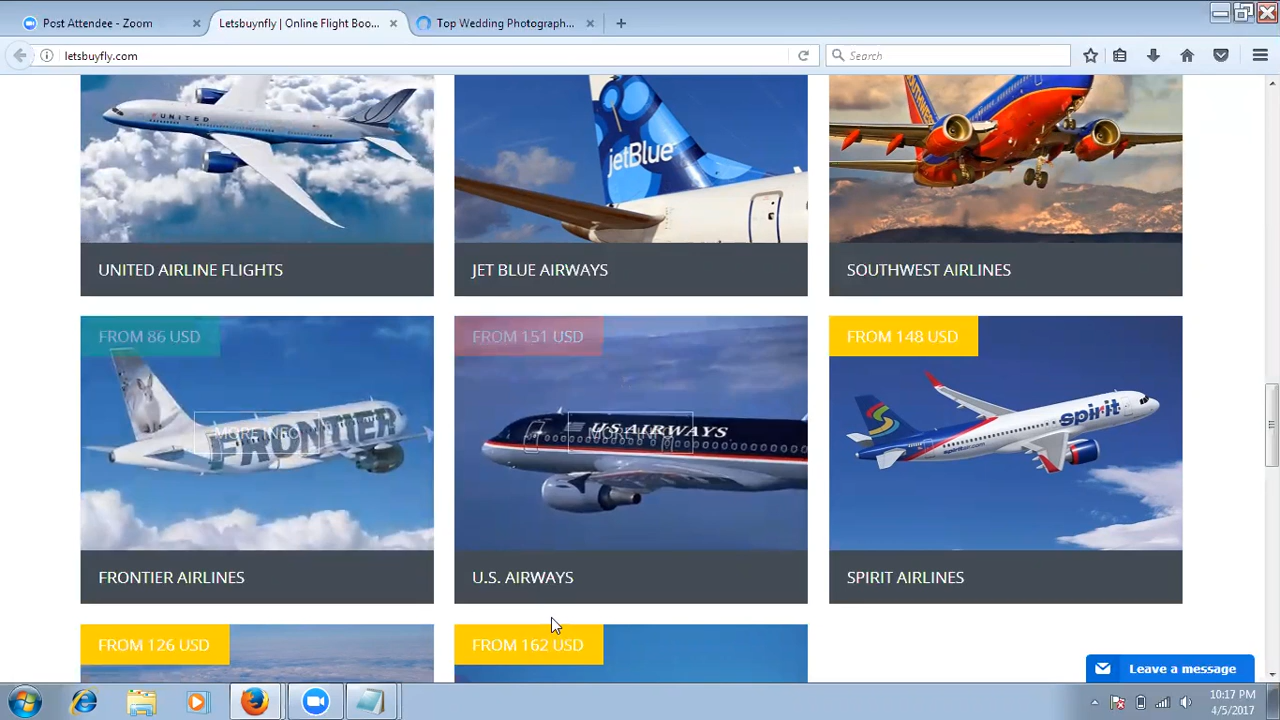 Post Attendee - Zoom
Letsbuynfly | Online Flight Boo...
Top Wedding Photograph...
letsbuyfly.com
Search
UNITED
jetBlue
UNITED AIRLINE FLIGHTS
JET BLUE AIRWAYS
SOUTHWEST AIRLINES
FROM 86 USD
FROM 151 USD
FROM 148 USD
MORE INFO
FRONTIER
U.S AIRWAYS
spirit
FRONTIER AIRLINES
U.S. AIRWAYS
SPIRIT AIRLINES
FROM 126 USD
FROM 162 USD
Leave a message
10:17 PM
4/5/2017